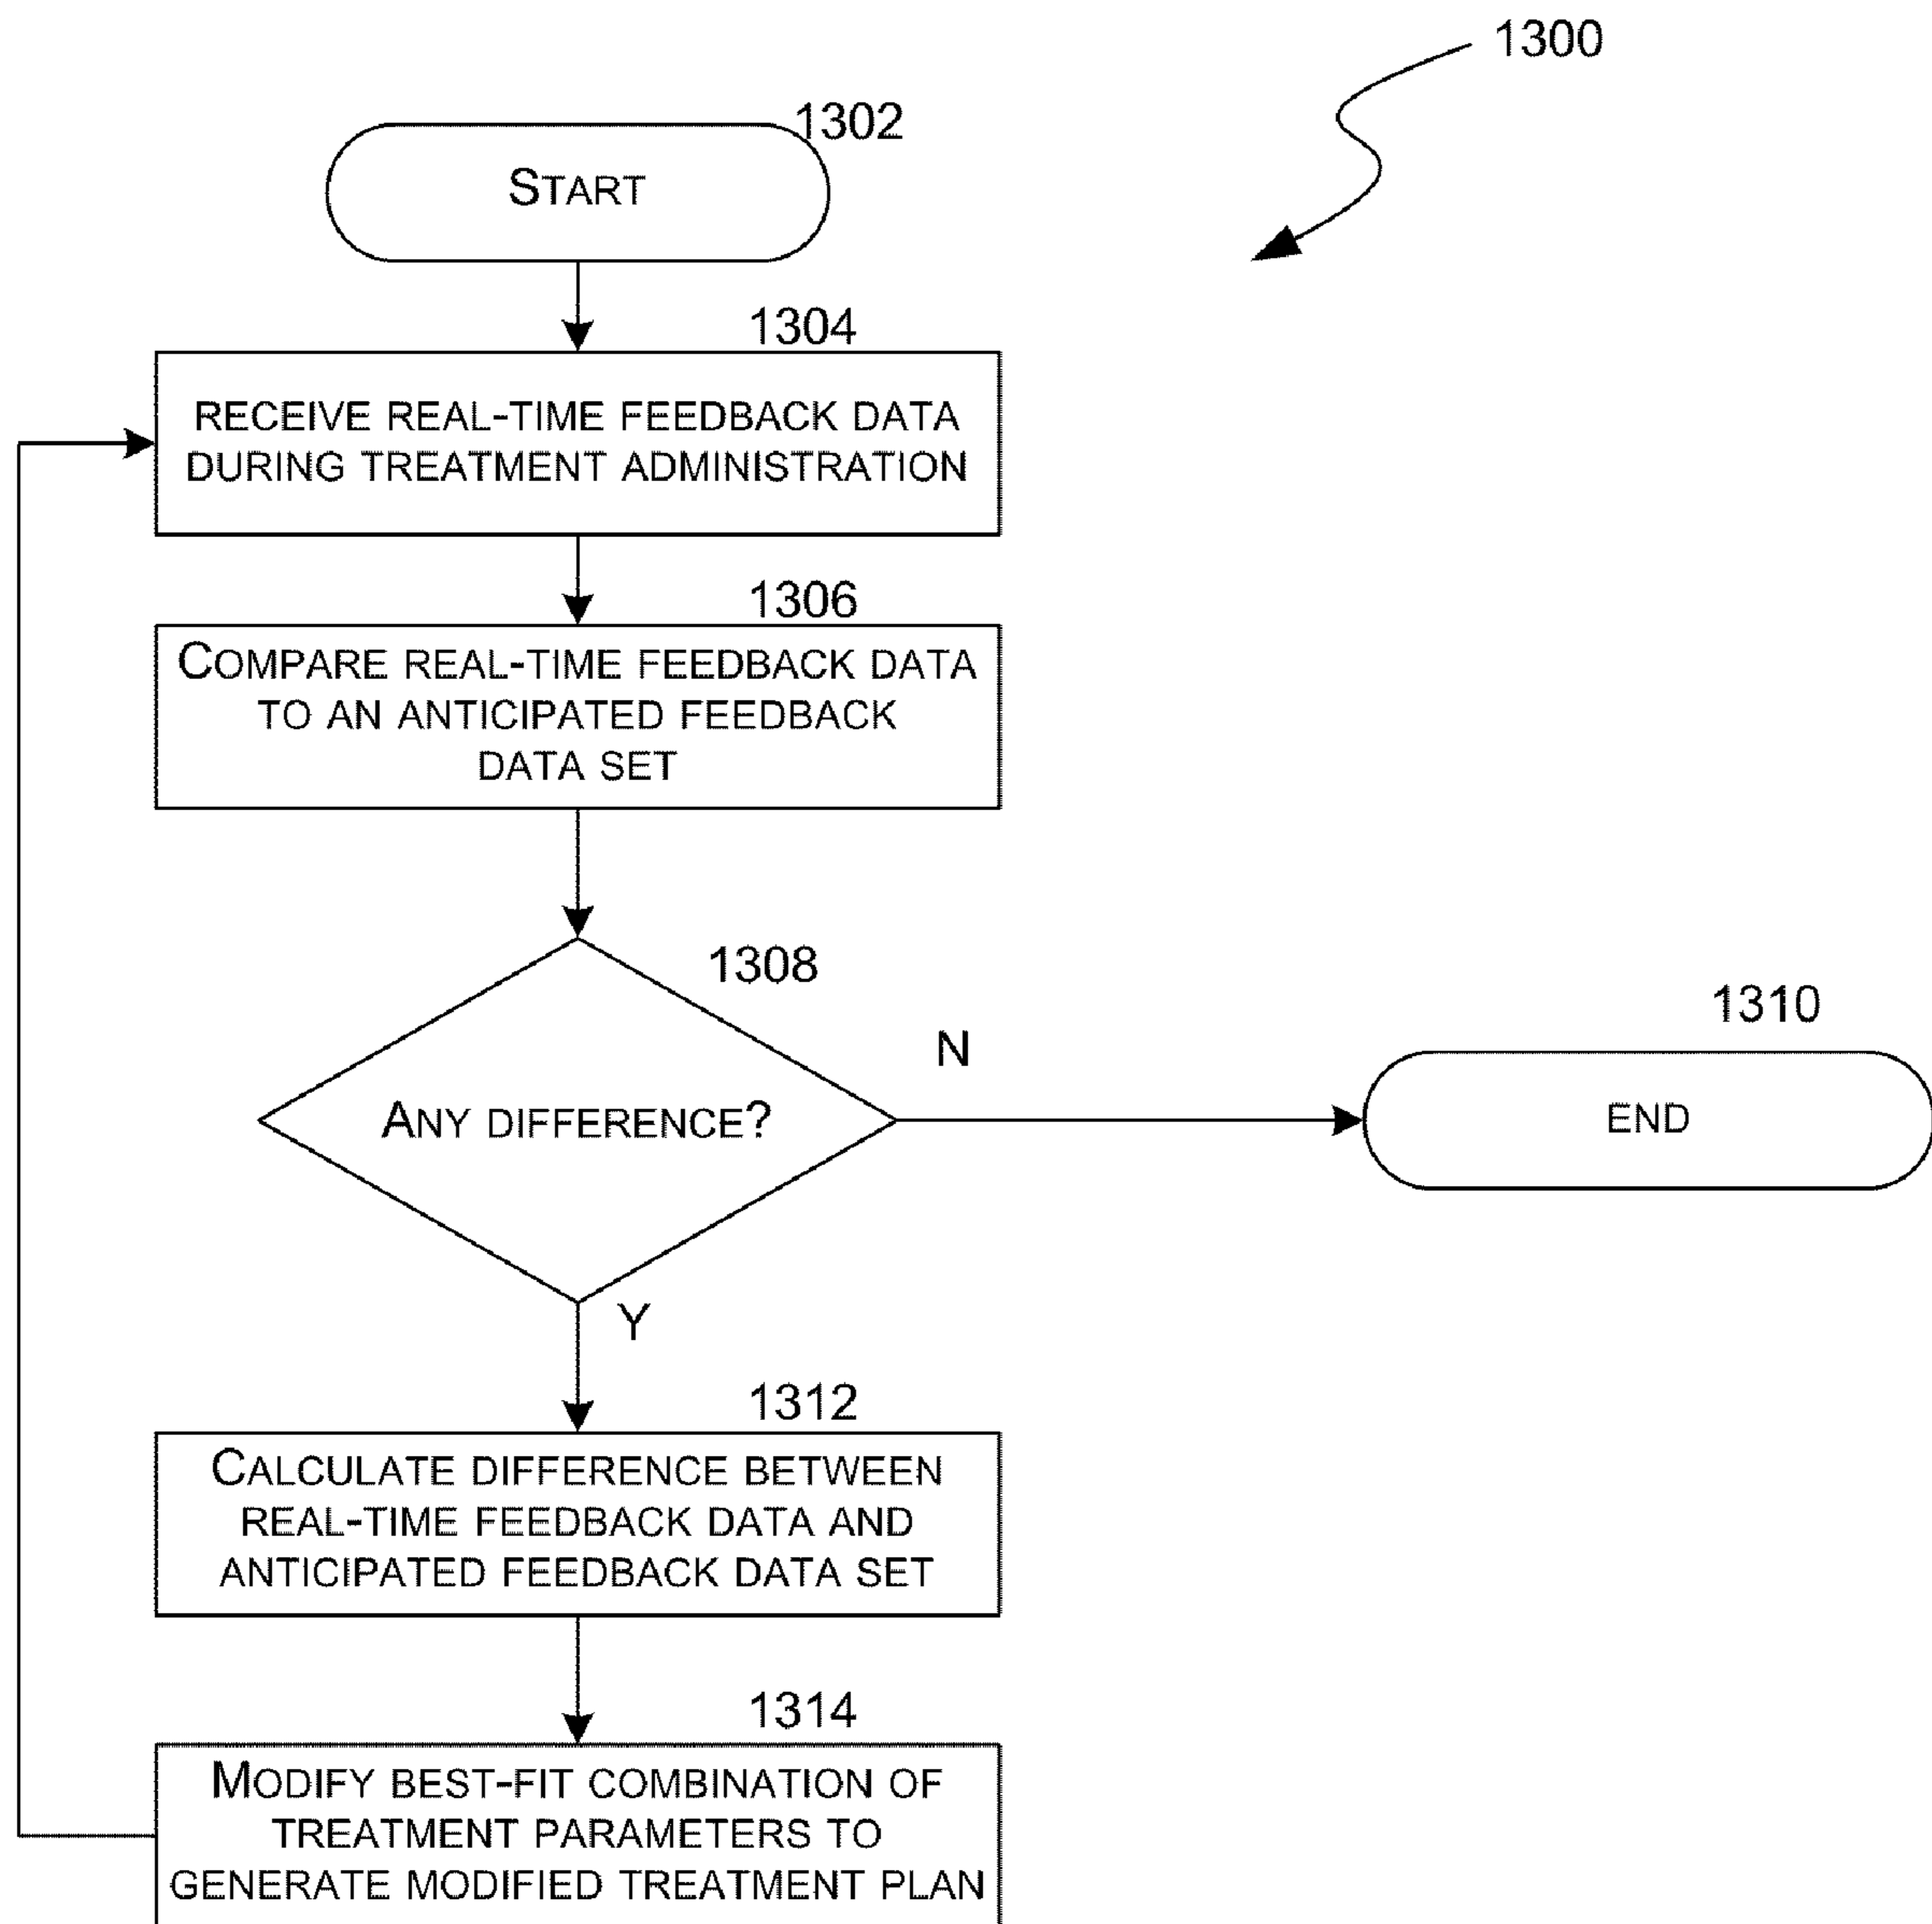 1300
1302
START
1304
RECEIVE REAL-TIME FEEDBACK DATA
DURING TREATMENT ADMINISTRATION
1306
COMPARE REAL-TIME FEEDBACK DATA
TO AN ANTICIPATED FEEDBACK
DATA SET
1308
ANY DIFFERENCE?
N
1310
END
Y
1312
CALCULATE DIFFERENCE BETWEEN
REAL-TIME FEEDBACK DATA AND
ANTICIPATED FEEDBACK DATA SET
1314
MODIFY BEST-FIT COMBINATION OF
TREATMENT PARAMETERS TO
GENERATE MODIFIED TREATMENT PLAN